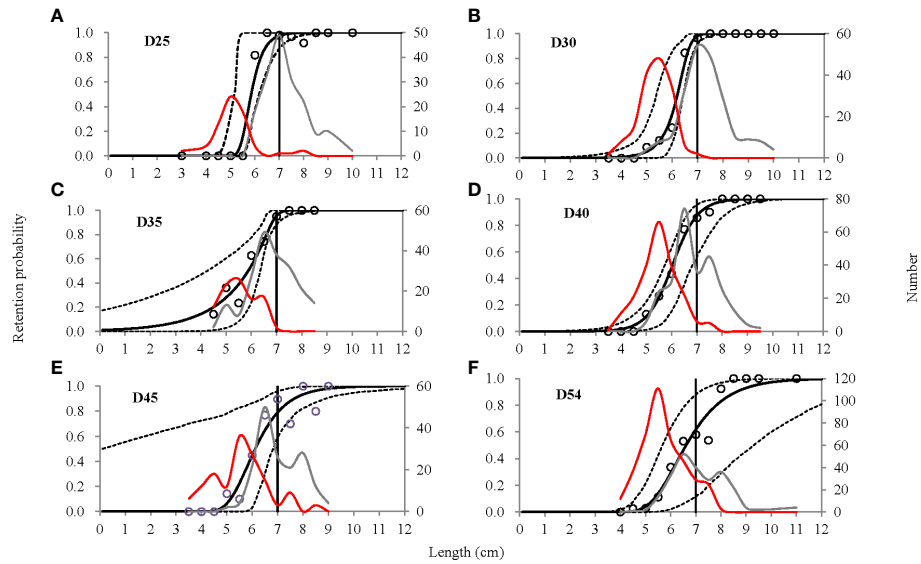 A
B
D25
D30
1.0 0.8 0.6 0.4 0.2 0.0
50 40 30 20 10 0
1.0 0.8 0.6 0.4 0.2 0.0
60 40 20 0
0 1 2 3 4 5 6 7 8 9 10 11 12
0 1 2 3 4 5 6 7 8 9 10 11 12
C
D
D35
D40
1.0 0.8 0.6 0.4 0.2 0.0
60 40 20 0
1.0 0.8 0.6 0.4 0.2 0.0
80 60 40 20 0
0 1 2 3 4 5 6 7 8 9 10 11 12
0 1 2 3 4 5 6 7 8 9 10 11 12
Retention probability
Number
E
F
D45
D54
1.0 0.8 0.6 0.4 0.2 0.0
60 40 20 0
1.0 0.8 0.6 0.4 0.2 0.0
120 100 80 60 40 20 0
0 1 2 3 4 5 6 7 8 9 10 11 12
0 1 2 3 4 5 6 7 8 9 10 11 12
Length (cm)